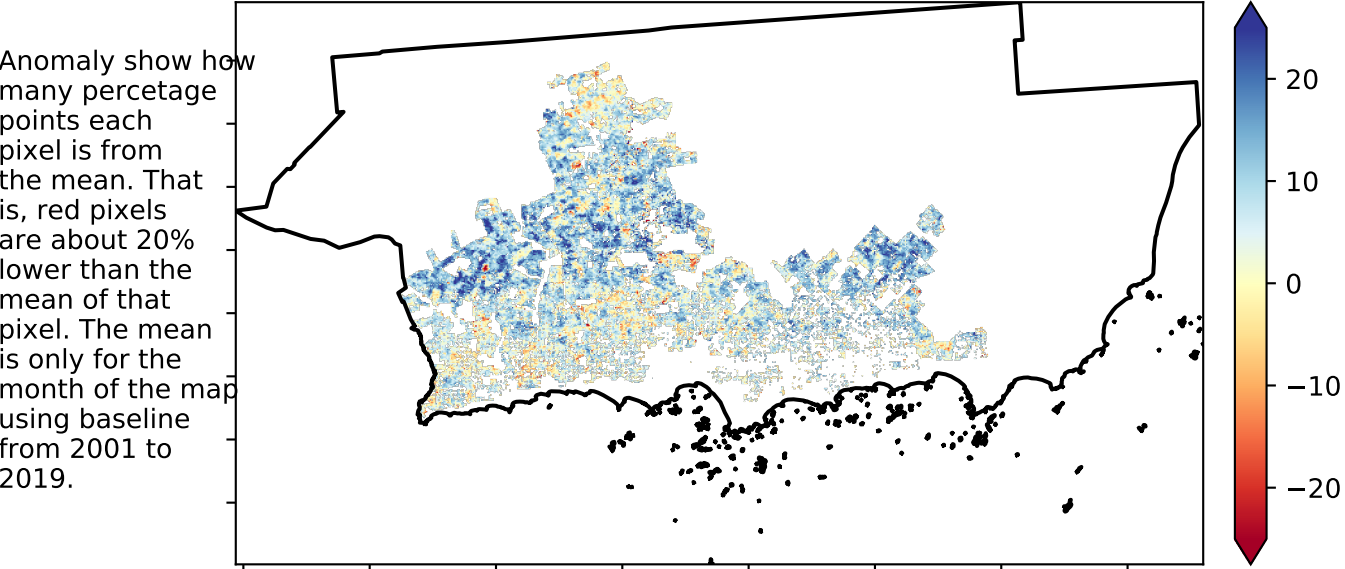 Anomaly show how
many percetage
points each
pixel is from
the mean. That
is, red pixels
are about 20%
lower than the
mean of that
pixel. The mean
is only for the
month of the map
using baseline
from 2001 to
2019.
20
10
0
−10
−20